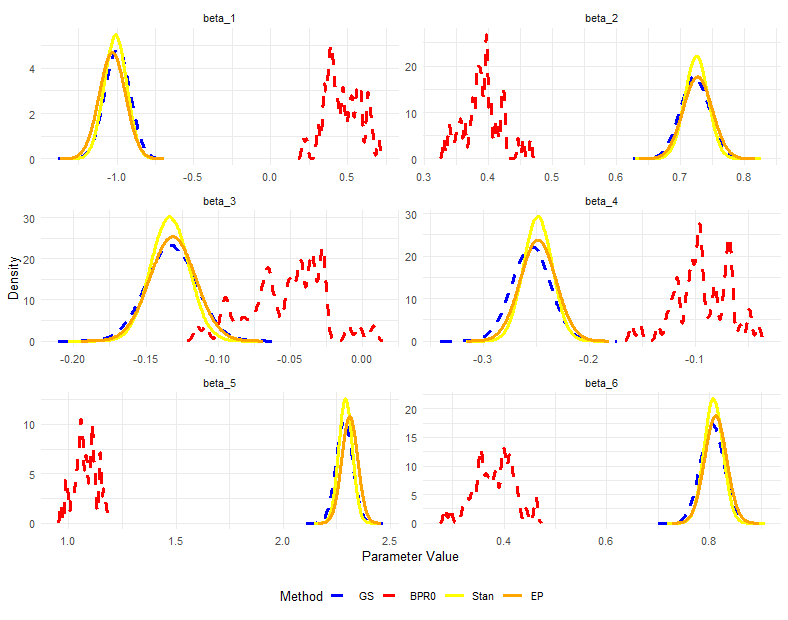 beta_1 beta_2
4
2
0
20
10
0
-1.0 -0.5 0.0 0.5 0.3 0.4 0.5 0.6 0.7 0.8
beta_3 beta_4
30
20
10
0
30
20
10
0
-0.20 -0.15 -0.10 -0.05 0.00 -0.3 -0.2 -0.1
Density
beta_5 beta_6
10
5
0
20
15
10
5
0
1.0 1.5 2.0 2.5 0.4 0.6 0.8
Parameter Value
Method GS BPR0 Stan EP